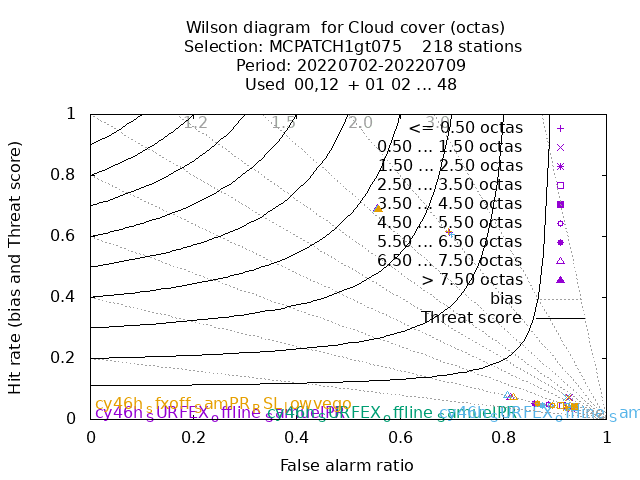 Wilson diagram for Cloud cover (octas)
Selection: MCPATCH1gt075 218 stations
Period: 20220702-20220709
Used 00,12 + 01 02 ... 48
Hit rate (bias and Threat score)
1
0.8
0.6
0.4
0.2
0
1.2 1.5 2.0 3.0
<= 0.50 octas
0.50 ... 1.50 octas
1.50 ... 2.50 octas
2.50 ... 3.50 octas
3.50 ... 4.50 octas
4.50 ... 5.50 octas
5.50 ... 6.50 octas
6.50 ... 7.50 octas
> 7.50 octas
bias
Threat score
cy46h_sfxoff_samPR_RSL_lowvego
cy46h_SURFEX_offline
0 0.2 0.4 0.6 0.8 1
False alarm ratio